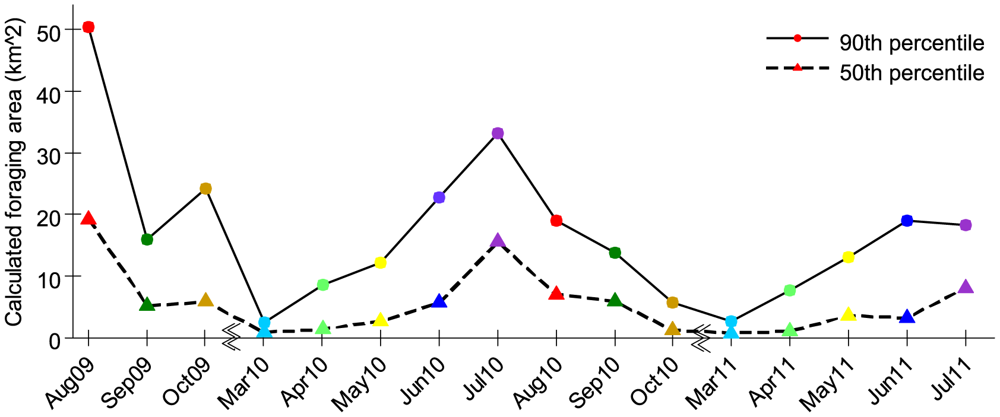 Calculated foraging area (km^2)
50
40
30
20
10
0
90th percentile
50th percentile
Aug09
Sep09
Oct09
Mar10
Apr10
May10
Jun10
Jul10
Aug10
Sep10
Oct10
Mar11
Apr11
May11
Jun11
Jul11